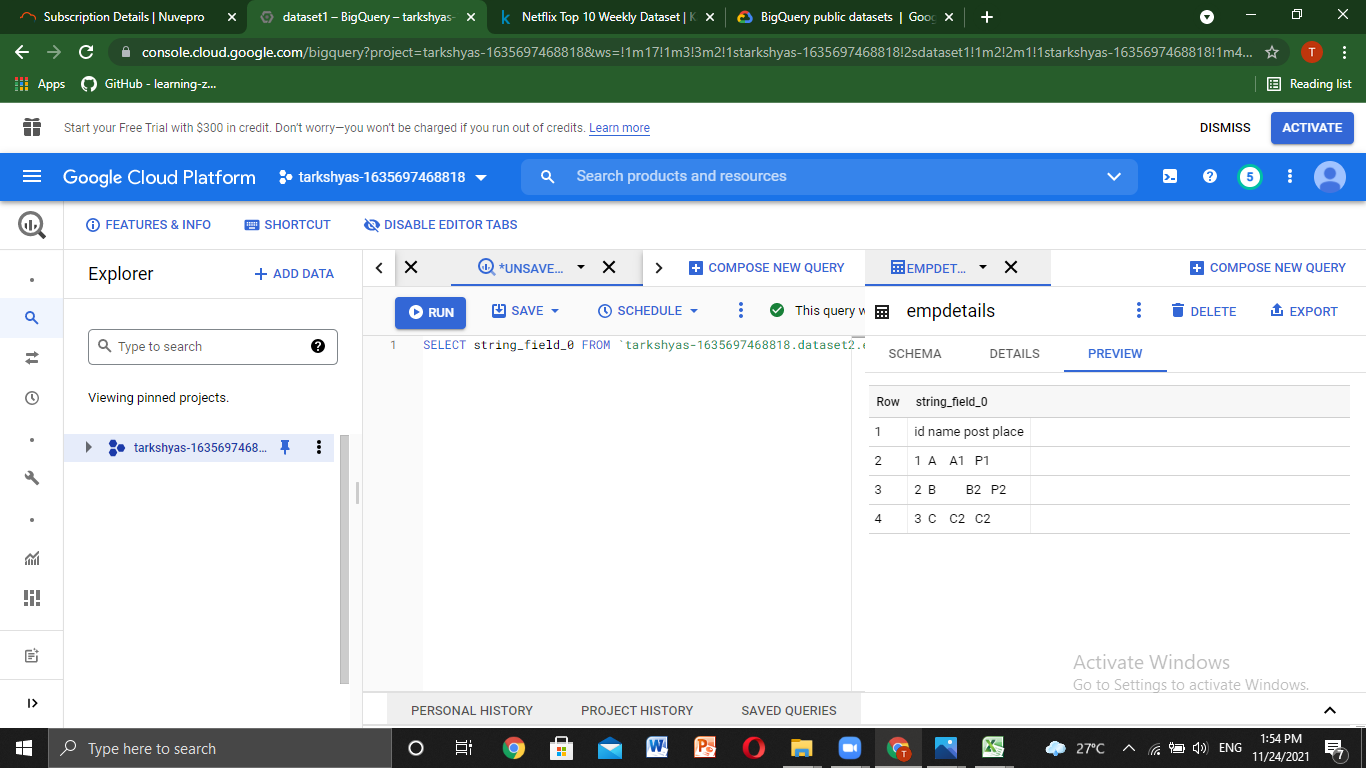 Subscription Details | Nuvepro
dataset1 – BigQuery – tarkshyas-
Netflix Top 10 Weekly Dataset |
BigQuery public datasets |
console.cloud.google.com/bigquery?project=tarkshyas-1635697468818&ws=!1m17!1m3!3m2!1starkshyas-1635697468818!2sdataset1!1m2!2m1!1starkshyas-1635697468818!1m4...
T
Apps
GitHub - learning-z...
Reading list
Start your Free Trial with $300 in credit. Don't worry—you won't be charged if you run out of credits. Learn more
DISMISS
ACTIVATE
Google Cloud Platform
tarkshyas-1635697468818
Search products and resources
5
FEATURES & INFO
SHORTCUT
DISABLE EDITOR TABS
Explorer
+ ADD DATA
*UNSAVE...
COMPOSE NEW QUERY
EMPDET...
COMPOSE NEW QUERY
RUN
SAVE
SCHEDULE
This query w
empdetails
DELETE
EXPORT
Type to search
1 SELECT string_field_0 FROM `tarkshyas-1635697468818.dataset2.e
SCHEMA
DETAILS
PREVIEW
Viewing pinned projects.
tarkshyas-163569746...
Row string_field_0
1 id name post place
2 1 A A1 P1
3 2 B B2 P2
4 3 C C2 C2
Activate Windows
Go to Settings to activate Windows.
PERSONAL HISTORY
PROJECT HISTORY
SAVED QUERIES
Type here to search
27°C
ENG
1:54 PM
11/24/2021
7